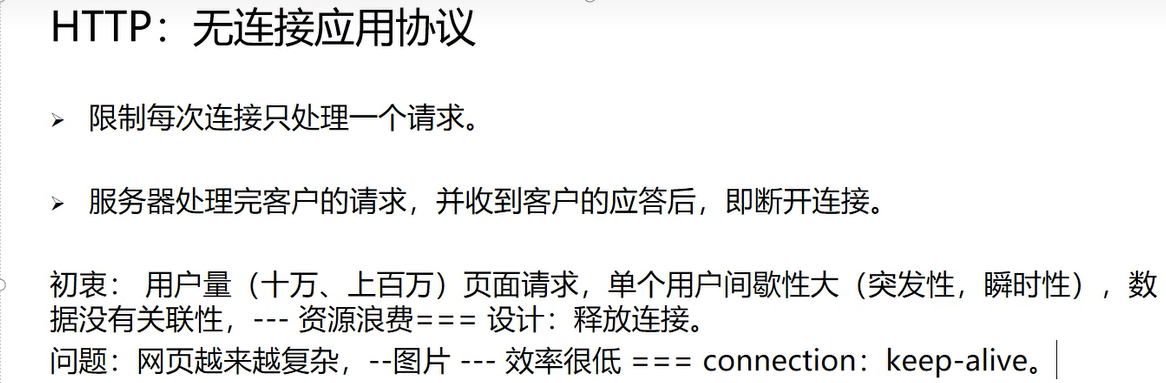 HTTP：无连接应用协议
➢ 限制每次连接只处理一个请求。
➢ 服务器处理完客户的请求，并收到客户的应答后，即断开连接。
初衷： 用户量（十万、上百万）页面请求，单个用户间歇性大（突发性，瞬时性），数
据没有关联性，--- 资源浪费=== 设计：释放连接。
问题：网页越来越复杂，--图片 --- 效率很低 === connection：keep-alive。